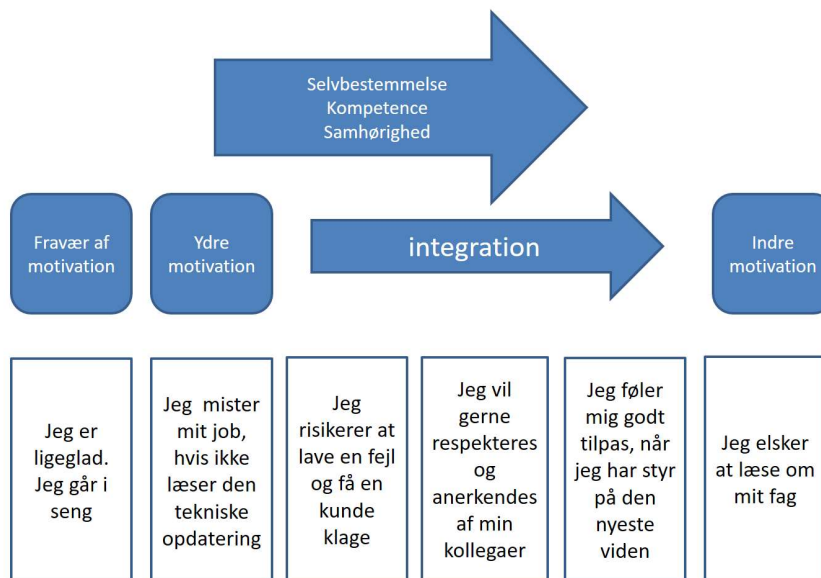 Selvbestemmelse
Kompetence
Samhørighed
Fravær af
motivation
Ydre
motivation
integration
Indre
motivation
Jeg er
ligeglad.
Jeg går i
seng
Jeg  mister
mit job,
hvis ikke
læser den
tekniske
opdatering
Jeg
risikerer at
lave en fejl
og få en
kunde
klage
Jeg vil
gerne
respekteres
og
anerkendes
af min
kollegaer
Jeg føler
mig godt
tilpas, når
jeg har styr
på den
nyeste
viden
Jeg elsker
at læse om
mit fag